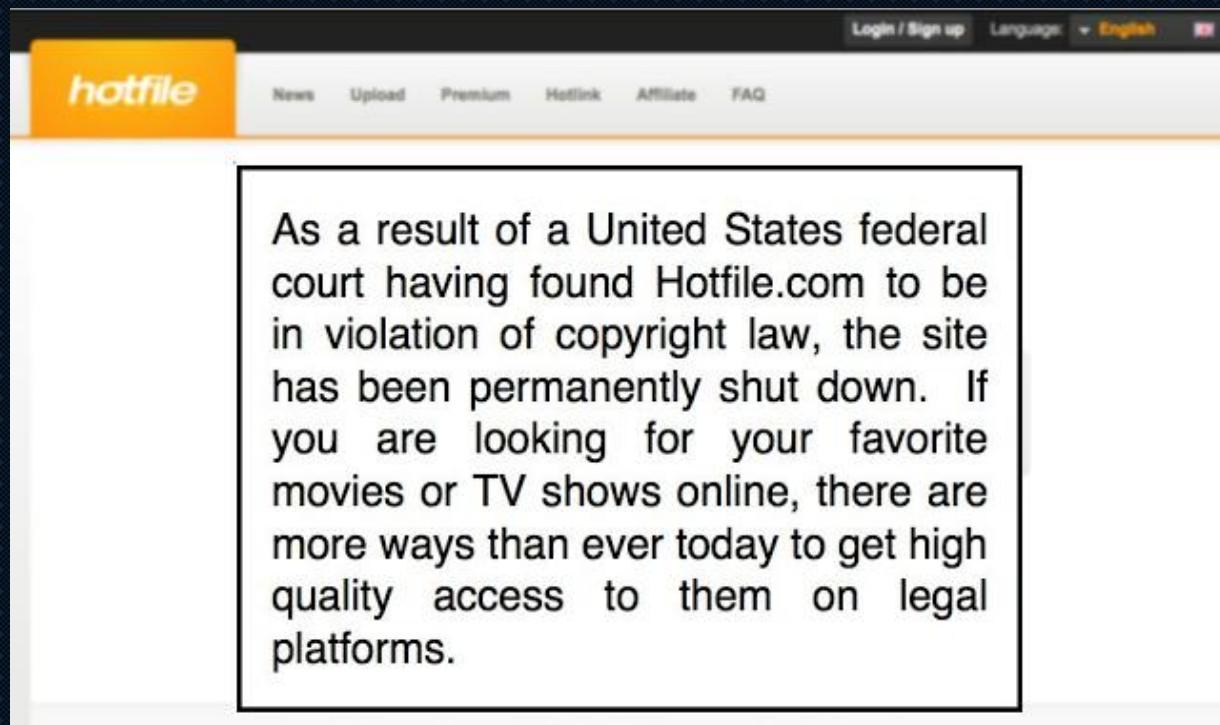 Login / Sign up Language: English
hotfile
News Upload Premium Hotlink Affiliate FAQ
As a result of a United States federal
court having found Hotfile.com to be
in violation of copyright law, the site
has been permanently shut down. If
you are looking for your favorite
movies or TV shows online, there are
more ways than ever today to get high
quality access to them on legal
platforms.